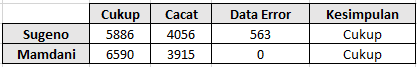 Cukup Cacat Data Error Kesimpulan
Sugeno 5886 4056 563 Cukup
Mamdani 6590 3915 0 Cukup